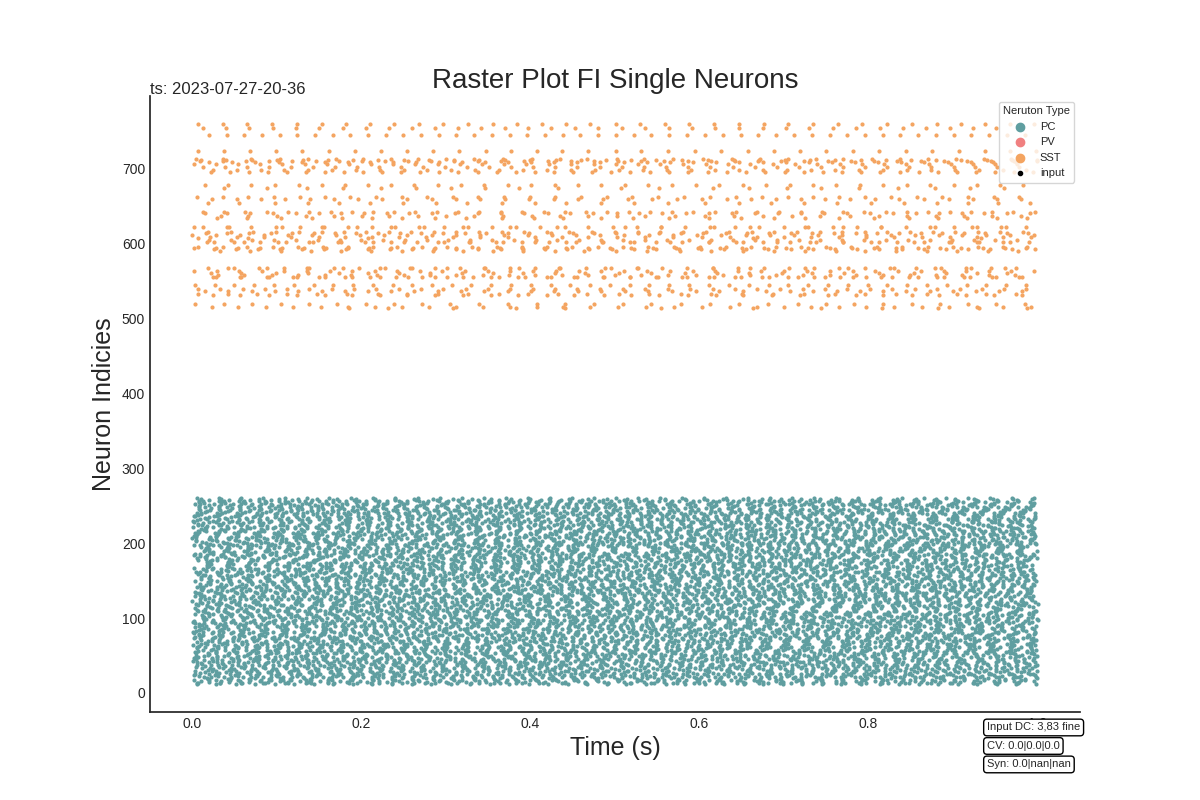 Raster Plot FI Single Neurons
ts: 2023-07-27-20-36
Neruton Type
PC
PV
SST
input
Neuron Indicies
700
600
500
400
300
200
100
0
0.0
0.2
0.4
0.6
0.8
Time (s)
Input DC: 3,83 fine
CV: 0.0|0.0|0.0
Syn: 0.0|nan|nan